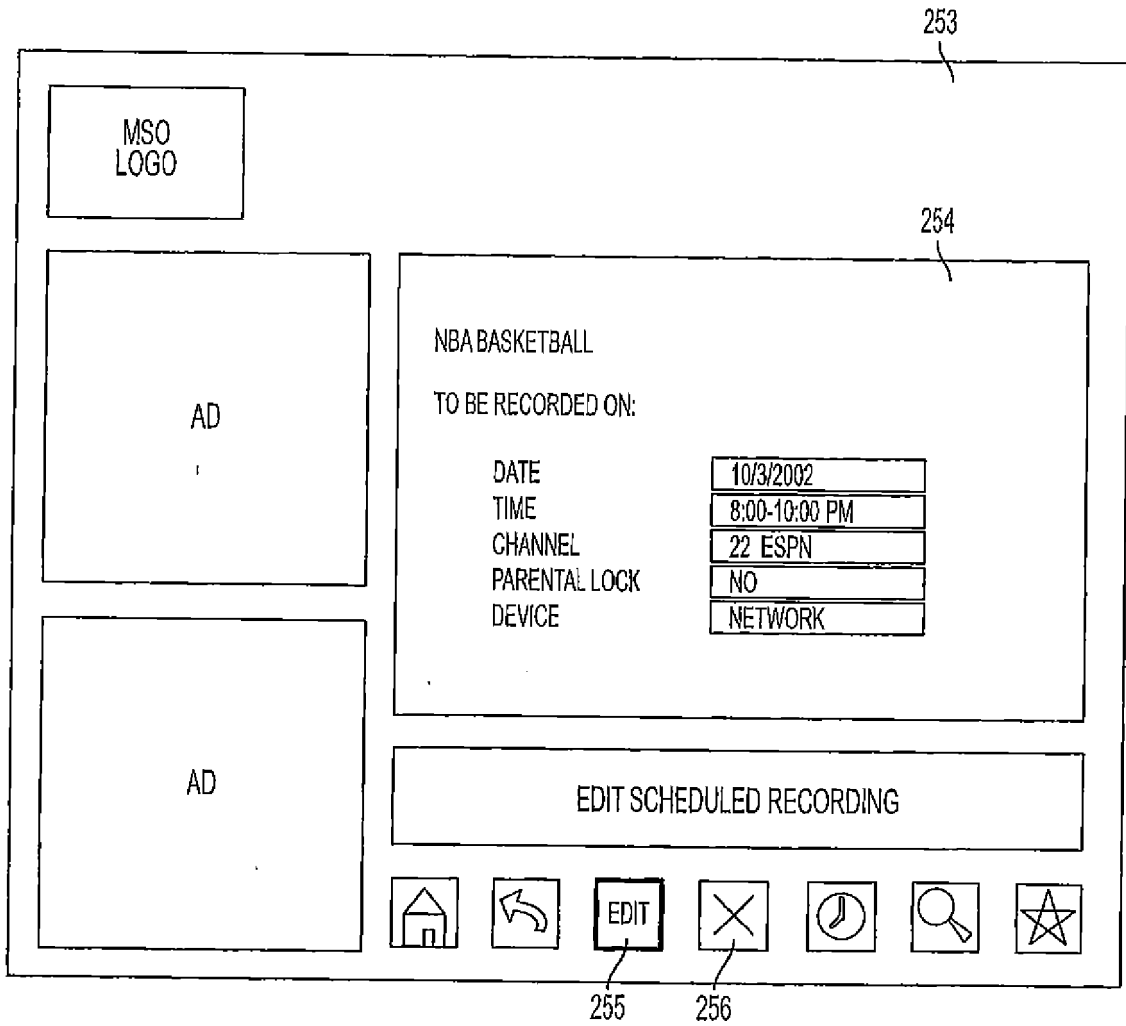 253
MSO
LOGO
254
NBA BASKETBALL
TO BE RECORDED ON:
DATE 10/3/2002
TIME 8:00-10:00 PM
CHANNEL 22 ESPN
PARENTAL LOCK NO
DEVICE NETWORK
AD
AD
EDIT SCHEDULED RECORDING
EDIT
255 256